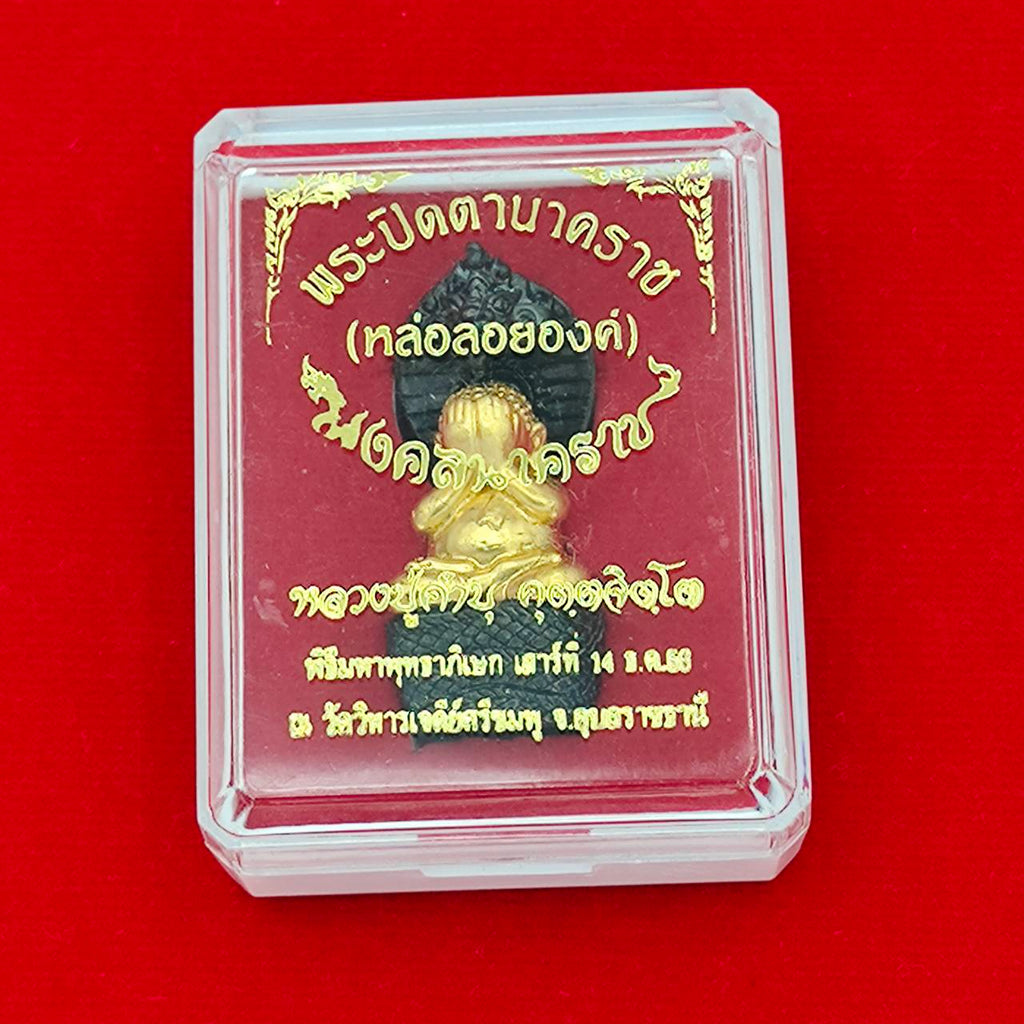 พระปิดตานาคราช
(หล่อลอยองค์)
มงคลนาคราช
หลวงปู่คำบุ คุตฺตจิตฺโต
พิธีมหาพุทธาภิเษก เสาร์ที่ 14 ธ.ค.56
ณ วัดวิหารเจดีย์ศรีชมพู จ.อุบลราชธานี